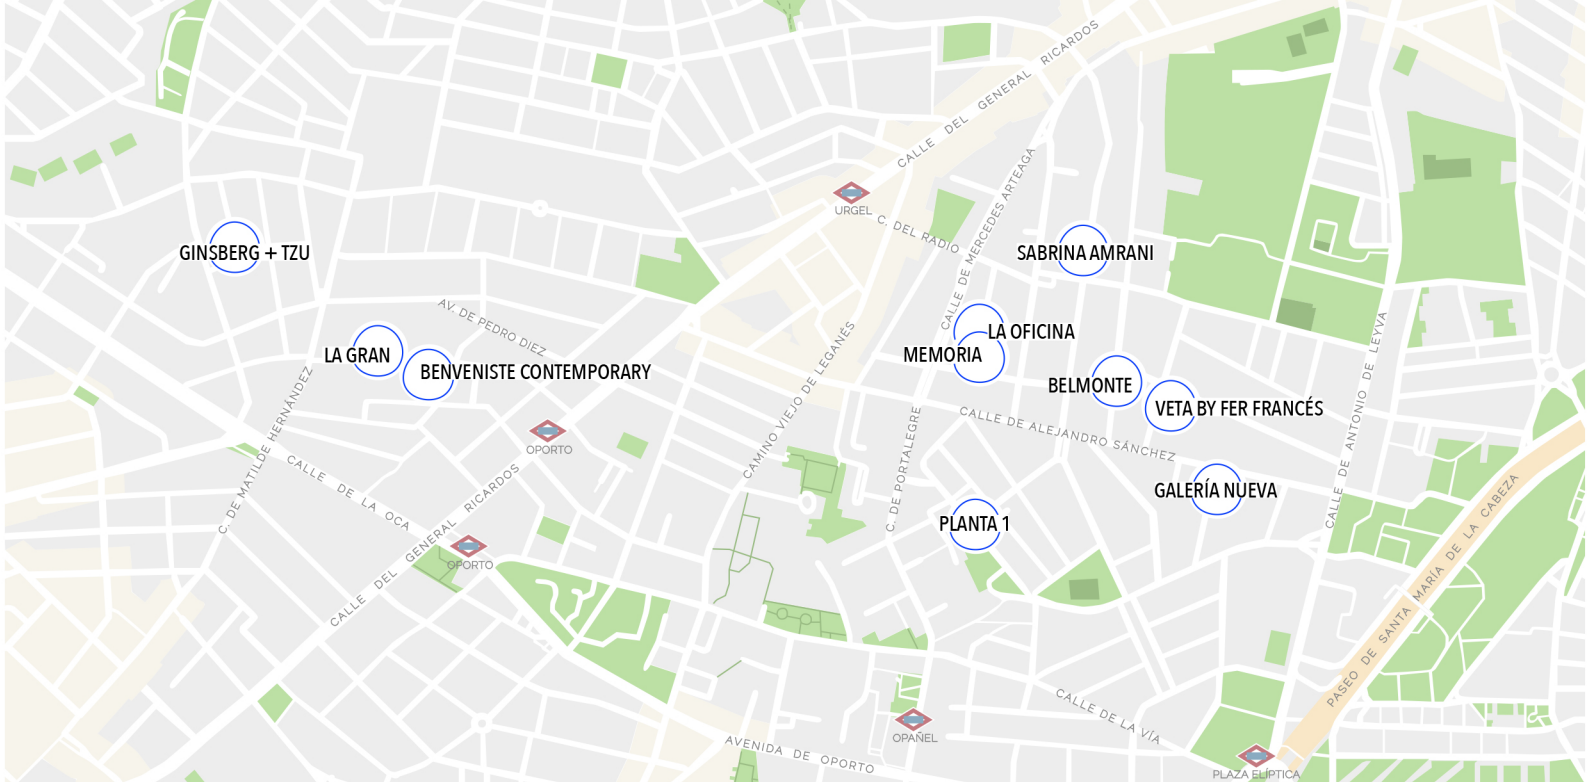 CALLE DEL GENERAL RICARDOS
CALLE DE MERCEDES ARTEAGA
URGEL
C. DEL RADIO
GINSBERG + TZU
SABRINA AMRANI
AV. DE PEDRO DIEZ
LA OFICINA
MEMORIA
LA GRAN
BENVENISTE CONTEMPORARY
BELMONTE
VETA BY FER FRANCÉS
CAMINO VIEJO DE LEGANÉS
CALLE DE ANTONIO DE LEYVA
C. DE MATILDE HERNÁNDEZ
CALLE DE ALEJANDRO SÁNCHEZ
OPORTO
C. DE PORTALEGRE
CALLE DE LA OCA
GALERÍA NUEVA
PLANTA 1
CALLE DEL GENERAL RICARDOS
OPORTO
PASEO DE SANTA MARÍA DE LA CABEZA
CALLE DE LA VÍA
OPAÑEL
AVENIDA DE OPORTO
PLAZA ELÍPTICA